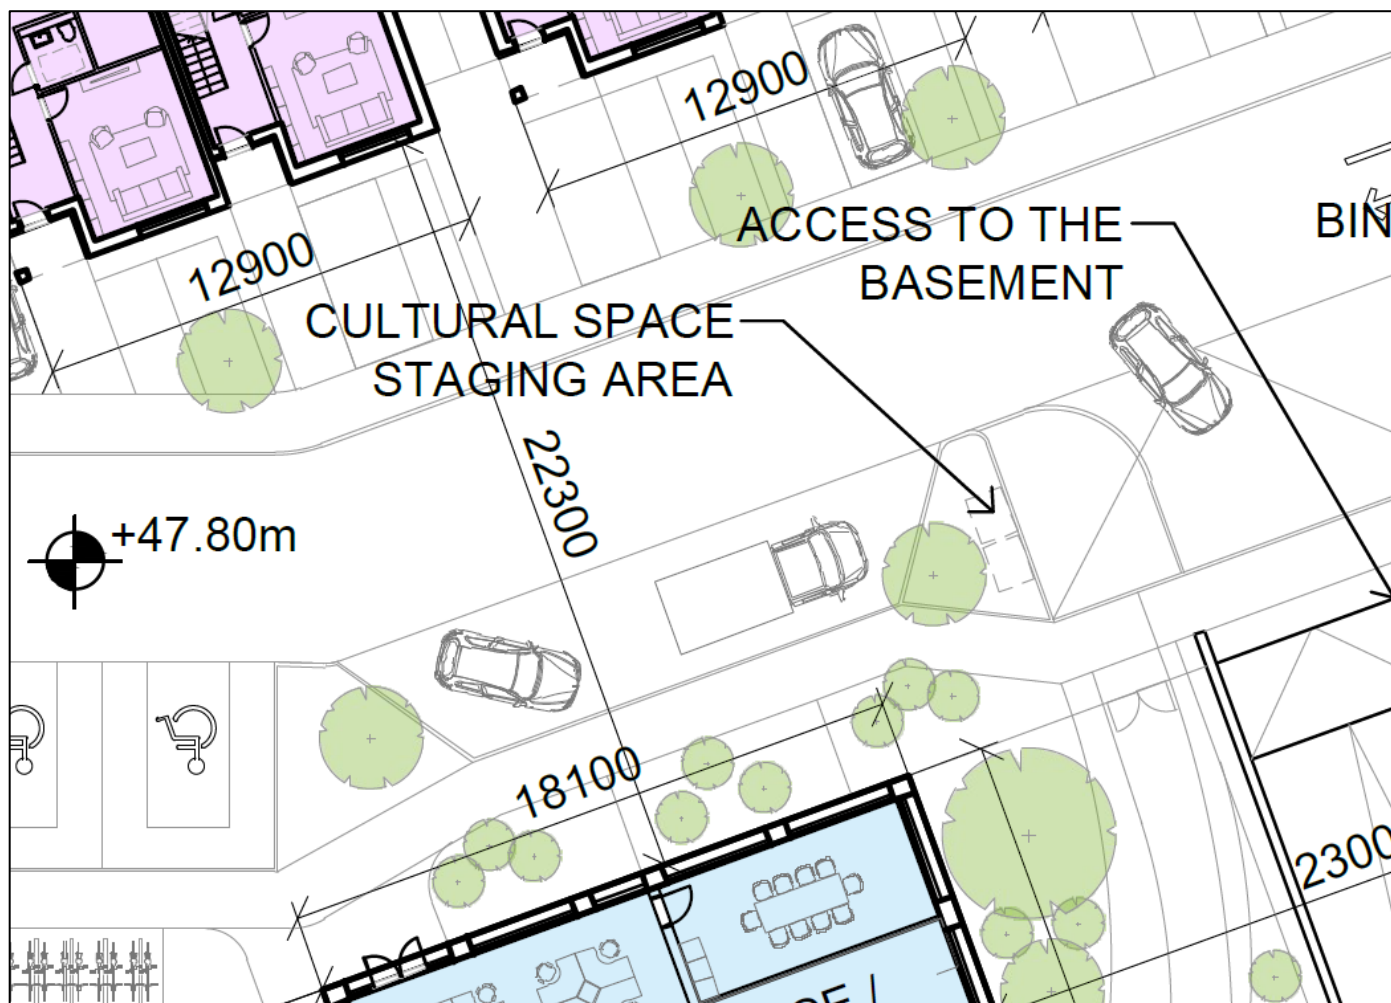 12900
ACCESS TO THE
BASEMENT
BIN
12900
CULTURAL SPACE
STAGING AREA
22300
+47.80m
18100
2300